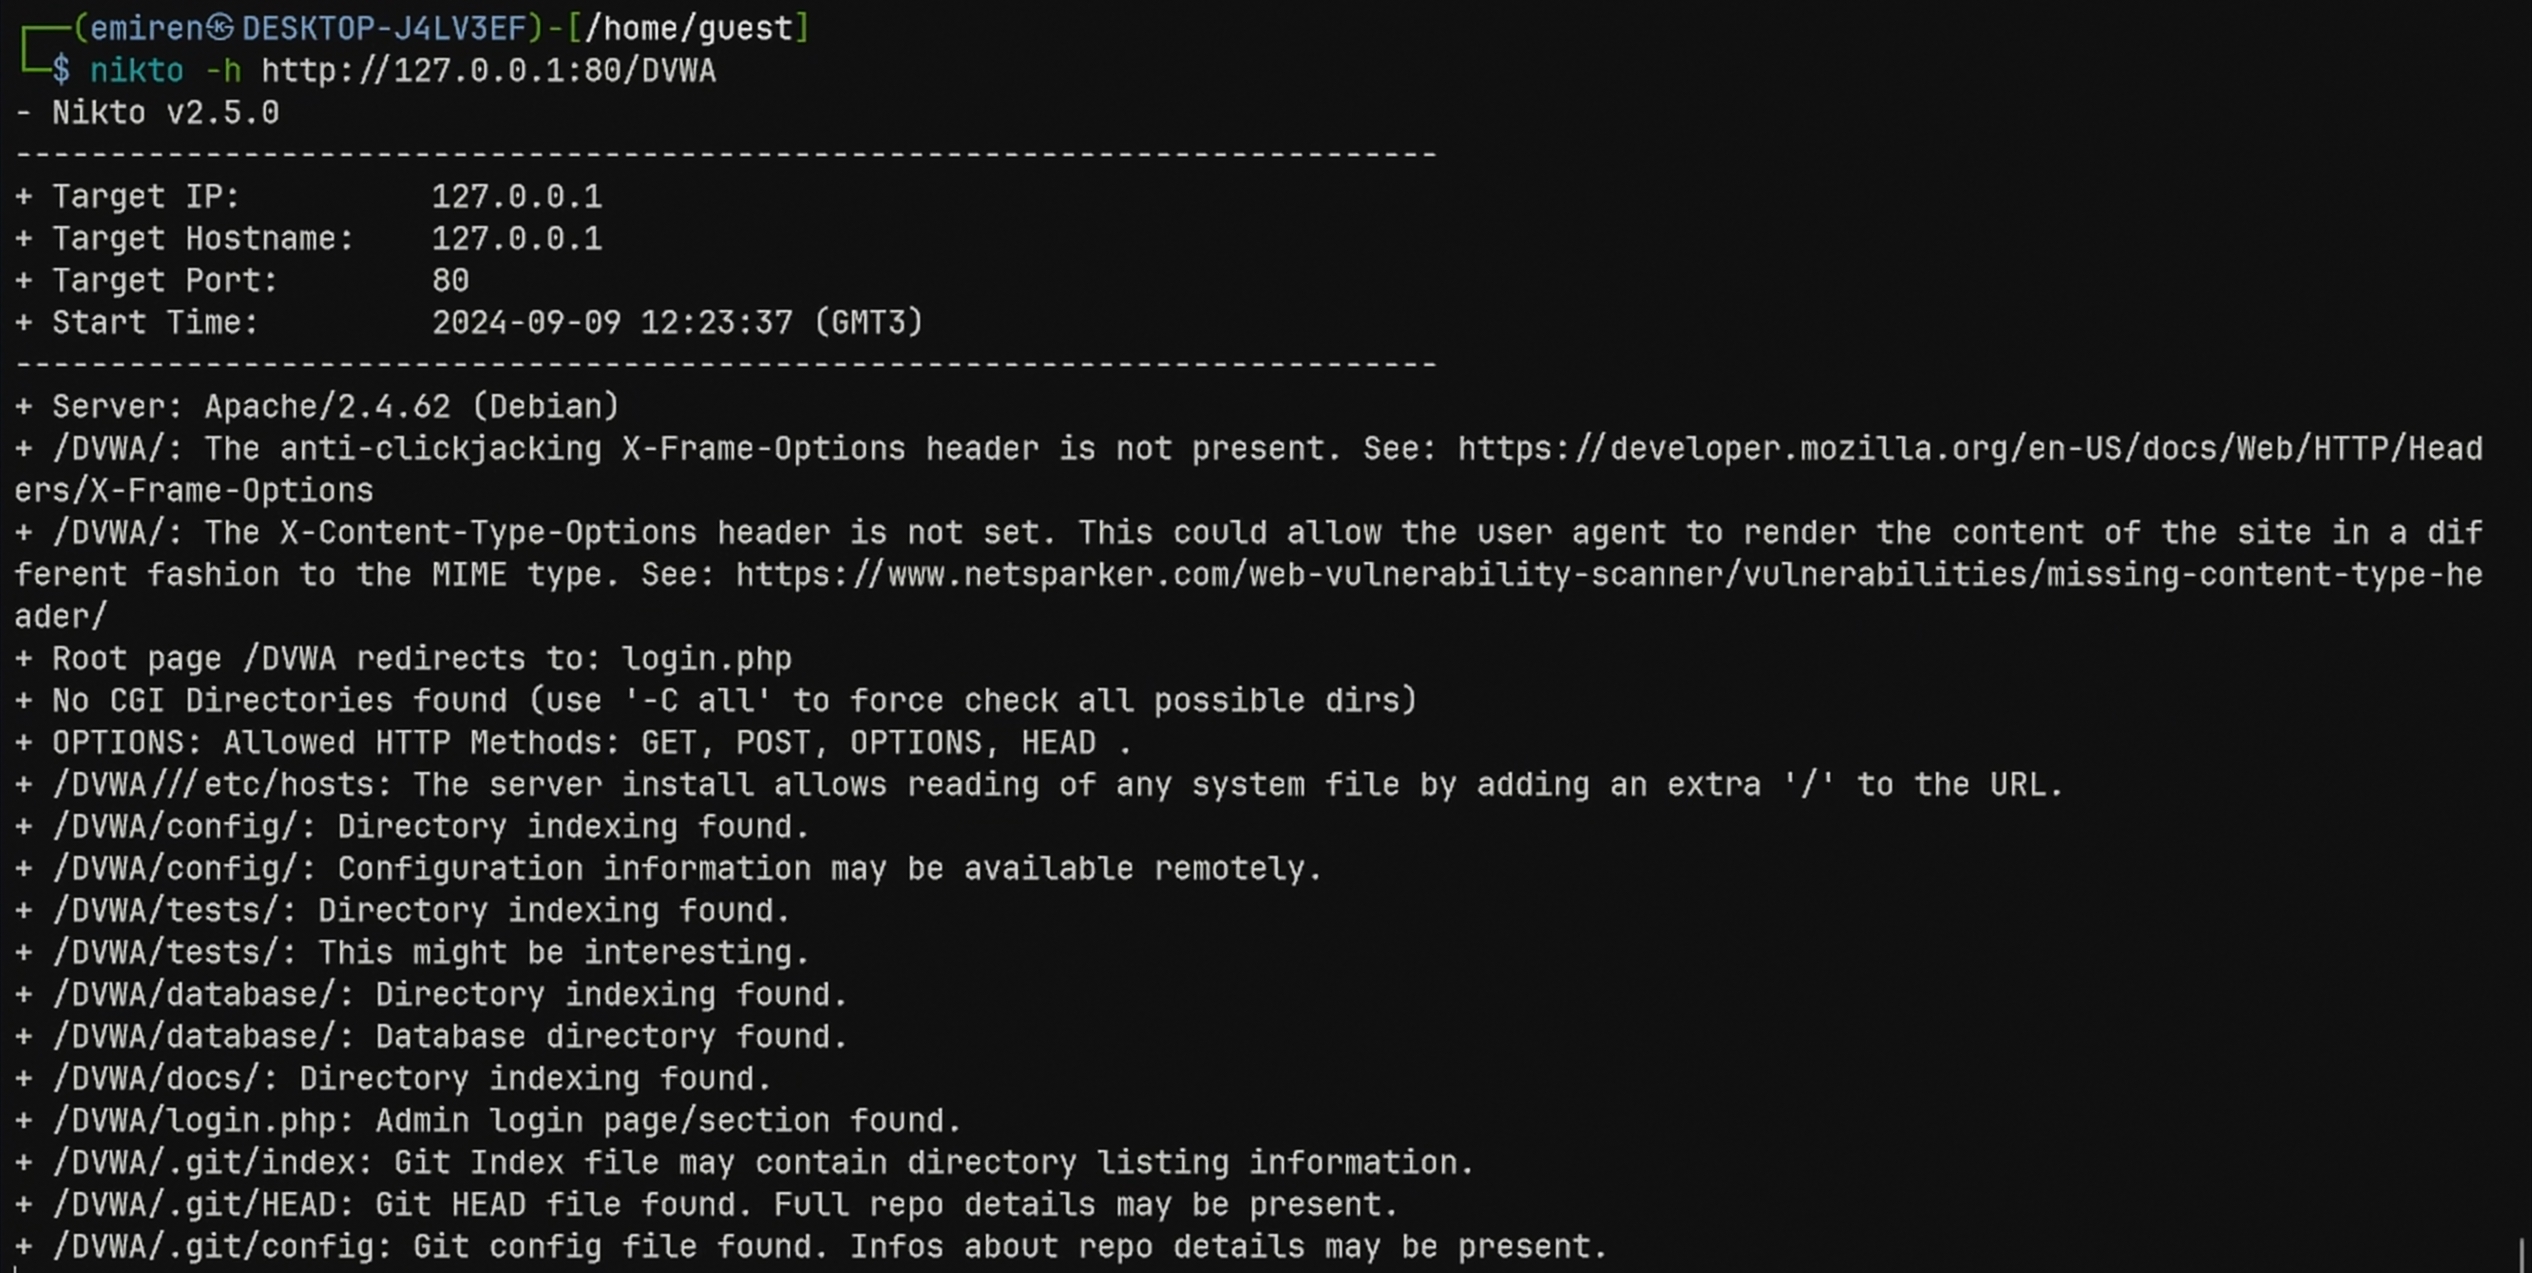 ┌──(emiren㉿DESKTOP-J4LV3EF)-[/home/guest]
└─$ nikto -h http://127.0.0.1:80/DVWA
- Nikto v2.5.0
---------------------------------------------------------------------------
+ Target IP:          127.0.0.1
+ Target Hostname:    127.0.0.1
+ Target Port:        80
+ Start Time:         2024-09-09 12:23:37 (GMT3)
---------------------------------------------------------------------------
+ Server: Apache/2.4.62 (Debian)
+ /DVWA/: The anti-clickjacking X-Frame-Options header is not present. See: https://developer.mozilla.org/en-US/docs/Web/HTTP/Head
ers/X-Frame-Options
+ /DVWA/: The X-Content-Type-Options header is not set. This could allow the user agent to render the content of the site in a dif
ferent fashion to the MIME type. See: https://www.netsparker.com/web-vulnerability-scanner/vulnerabilities/missing-content-type-he
ader/
+ Root page /DVWA redirects to: login.php
+ No CGI Directories found (use '-C all' to force check all possible dirs)
+ OPTIONS: Allowed HTTP Methods: GET, POST, OPTIONS, HEAD .
+ /DVWA///etc/hosts: The server install allows reading of any system file by adding an extra '/' to the URL.
+ /DVWA/config/: Directory indexing found.
+ /DVWA/config/: Configuration information may be available remotely.
+ /DVWA/tests/: Directory indexing found.
+ /DVWA/tests/: This might be interesting.
+ /DVWA/database/: Directory indexing found.
+ /DVWA/database/: Database directory found.
+ /DVWA/docs/: Directory indexing found.
+ /DVWA/login.php: Admin login page/section found.
+ /DVWA/.git/index: Git Index file may contain directory listing information.
+ /DVWA/.git/HEAD: Git HEAD file found. Full repo details may be present.
+ /DVWA/.git/config: Git config file found. Infos about repo details may be present.